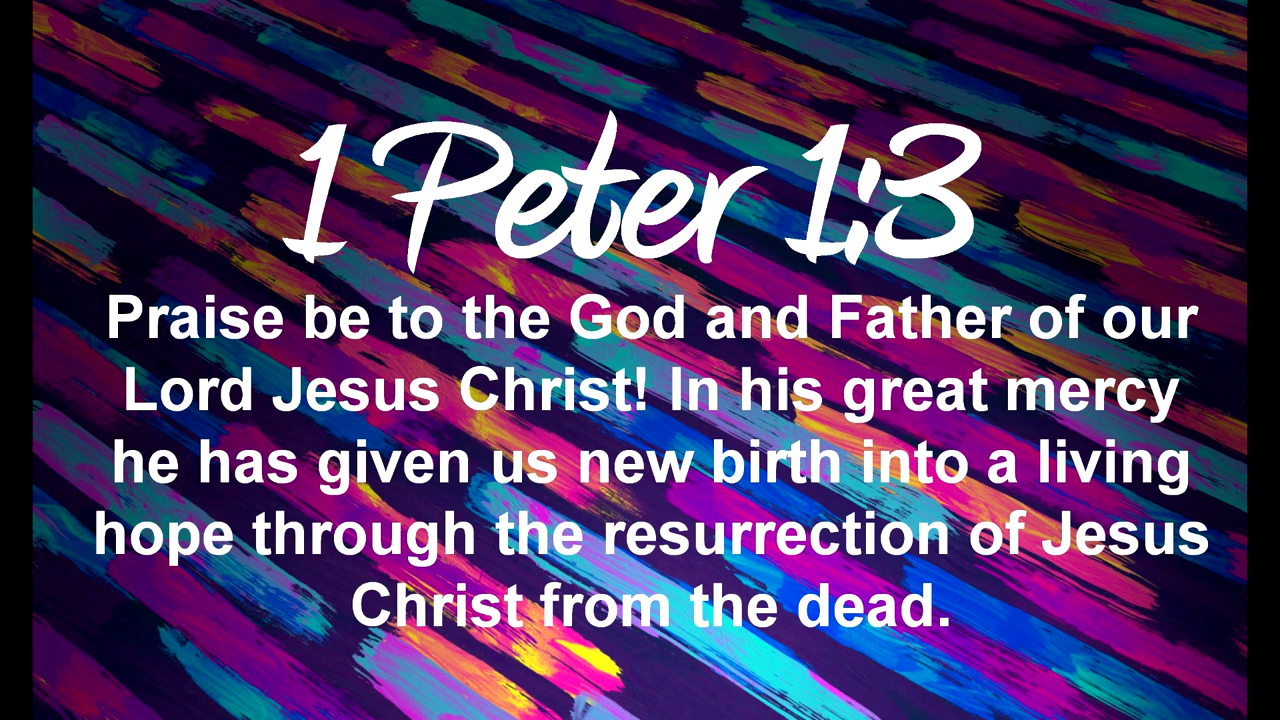 1 Peter 1:3
Praise be to the God and Father of our
Lord Jesus Christ! In his great mercy
he has given us new birth into a living
hope through the resurrection of Jesus
Christ from the dead.